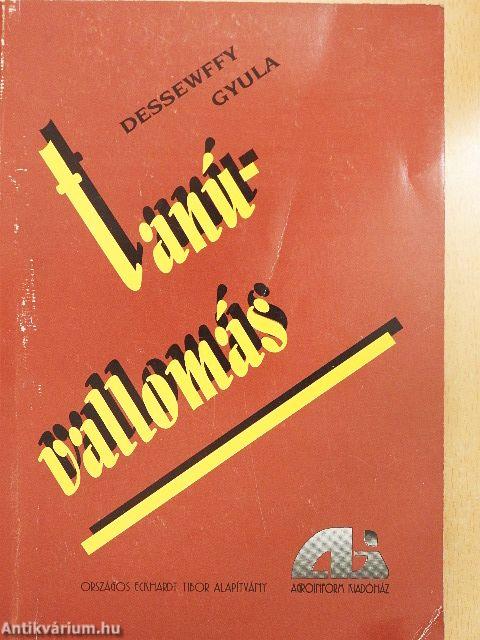 DESSEWFFY
GYULA
tanú-
vallomás
ORSZÁGOS ECKHARDT TIBOR ALAPÍTVÁNY
AGROINFORM KIADÓHÁZ
Antikvárium.hu